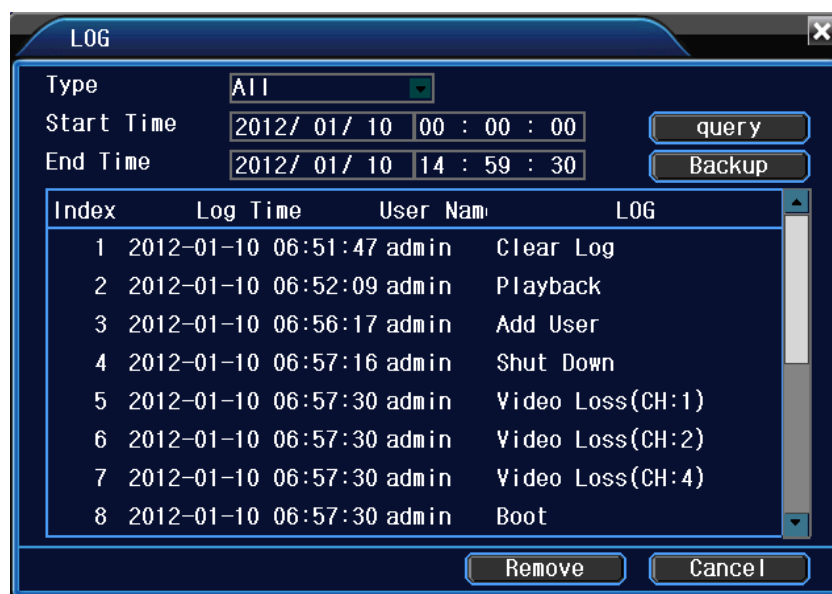 LOG
Type All
Start Time 2012/ 01/ 10 00 : 00 : 00 query
End Time 2012/ 01/ 10 14 : 59 : 30 Backup
Index Log Time User Nam LOG
1 2012-01-10 06:51:47 admin Clear Log
2 2012-01-10 06:52:09 admin Playback
3 2012-01-10 06:56:17 admin Add User
4 2012-01-10 06:57:16 admin Shut Down
5 2012-01-10 06:57:30 admin Video Loss(CH:1)
6 2012-01-10 06:57:30 admin Video Loss(CH:2)
7 2012-01-10 06:57:30 admin Video Loss(CH:4)
8 2012-01-10 06:57:30 admin Boot
Remove Cancel